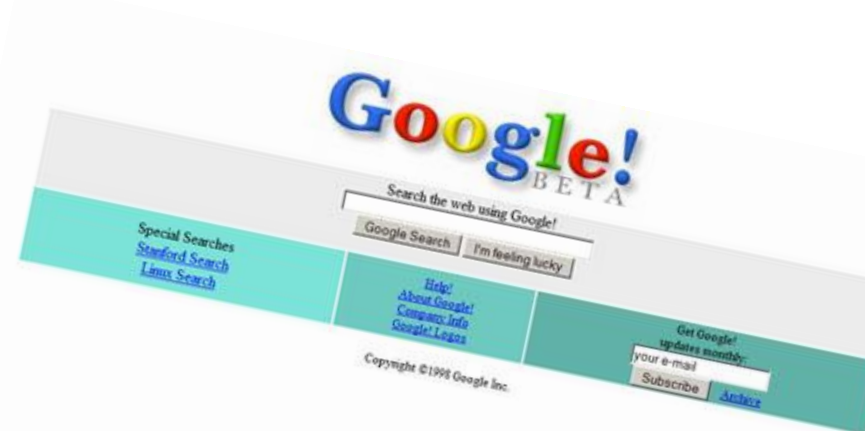 Google!
BETA
Search the web using Google!
Google Search I'm feeling lucky
Special Searches
Stanford Search
Linux Search
Help!
About Google!
Company Info
Google! Logos
Get Google!
updates monthly:
your e-mail
Subscribe Archive
Copyright ©1998 Google Inc.